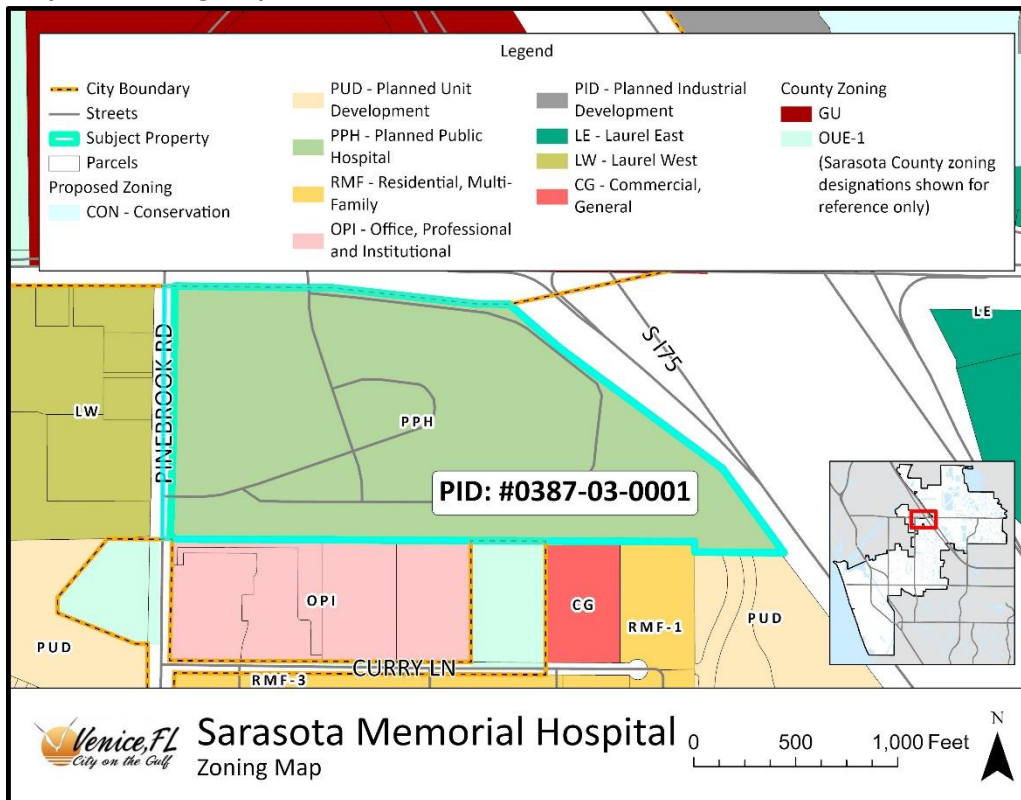 Legend
City Boundary
Streets
Subject Property
Parcels
Proposed Zoning
CON - Conservation
PUD - Planned Unit
Development
PPH - Planned Public
Hospital
RMF - Residential, Multi-
Family
OPI - Office, Professional
and Institutional
PID - Planned Industrial
Development
LE - Laurel East
LW - Laurel West
CG - Commercial,
General
County Zoning
GU
OUE-1
(Sarasota County zoning
designations shown for
reference only)
LE
S I75
PINEBROOK RD
LW
PPH
PID: #0387-03-0001
OPI
CG
RMF-1
PUD
PUD
CURRY LN
RMF-3
Venice, FL
City on the Gulf
Sarasota Memorial Hospital
Zoning Map
0 500 1,000 Feet
N